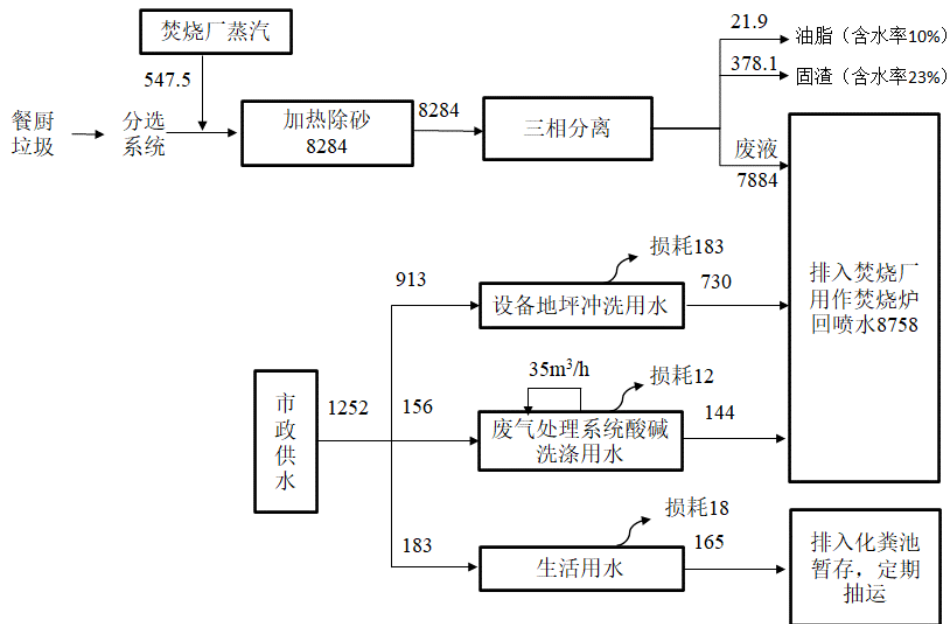 焚烧厂蒸汽
547.5
餐厨
垃圾
分选
系统
加热除砂
8284
8284
三相分离
21.9
油脂（含水率10%）
378.1
固渣（含水率23%）
废液
7884
排入焚烧厂
用作焚烧炉
回喷水8758
市
政
供
水
1252
913
设备地坪冲洗用水
损耗183
730
156
35m³/h
废气处理系统酸碱
洗涤用水
损耗12
144
183
生活用水
损耗18
165
排入化粪池
暂存，定期
抽运